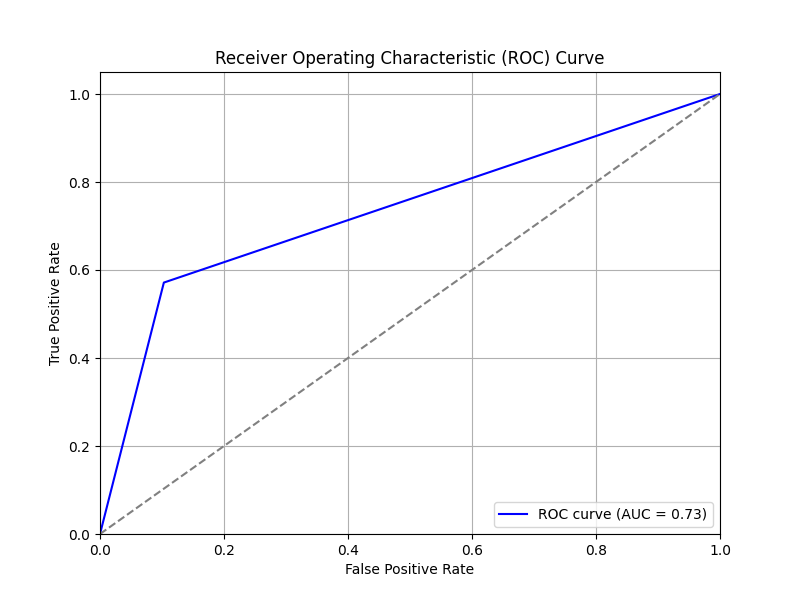 Receiver Operating Characteristic (ROC) Curve
True Positive Rate
1.0
0.8
0.6
0.4
0.2
0.0
ROC curve (AUC = 0.73)
0.0 0.2 0.4 0.6 0.8 1.0
False Positive Rate